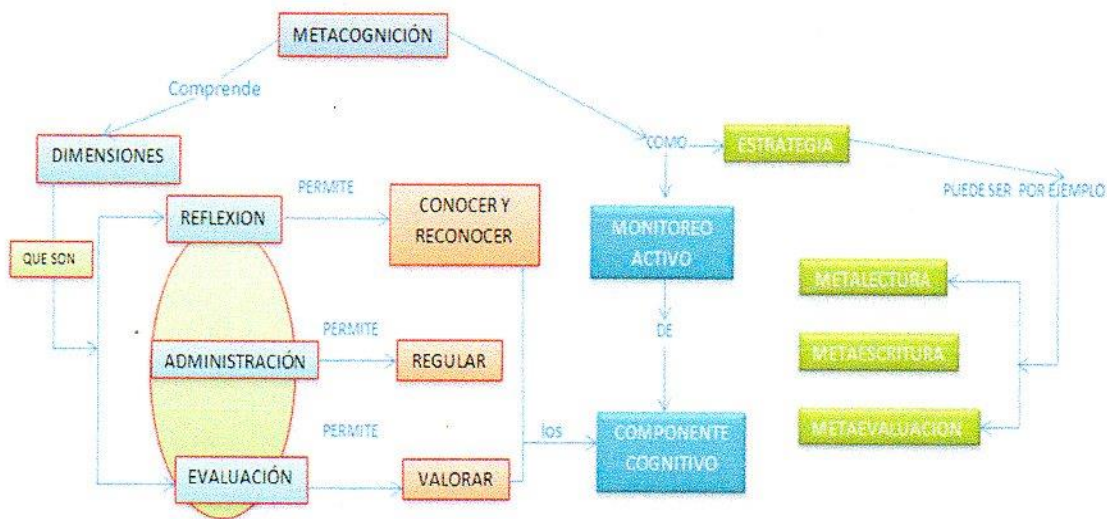 METACOGNICIÓN
Comprende
DIMENSIONES
COMO
ESTRATEGIA
PUEDE SER POR EJEMPLO
REFLEXION
PERMITE
CONOCER Y
RECONOCER
MONITOREO
ACTIVO
QUE SON
METALECTURA
ADMINISTRACIÓN
PERMITE
REGULAR
DE
METAESCRITURA
PERMITE
los
COMPONENTE
COGNITIVO
METAEVALUACION
EVALUACIÓN
VALORAR